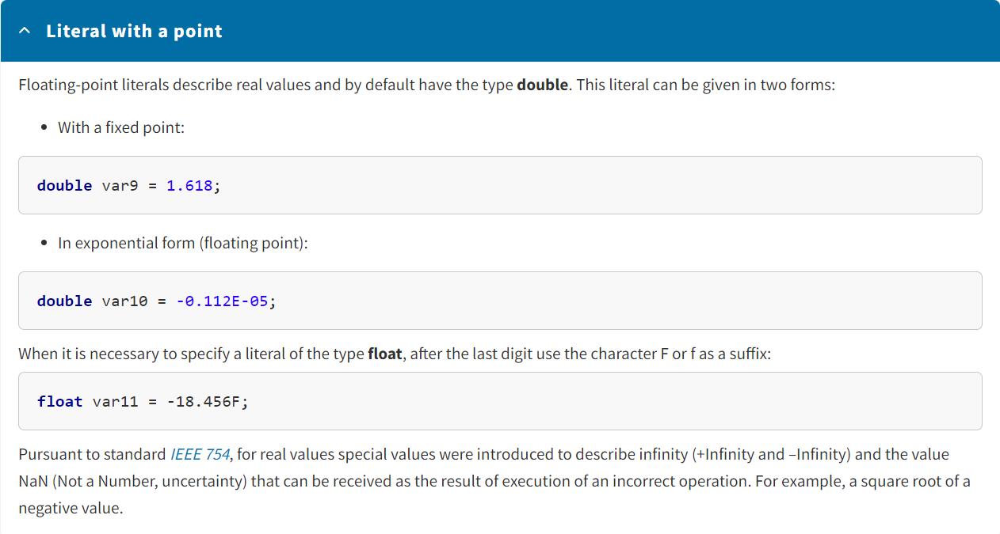 Literal with a point
Floating-point literals describe real values and by default have the type double. This literal can be given in two forms:
• With a fixed point:
double var9 = 1.618;
• In exponential form (floating point):
double var10 = -0.112E-05;
When it is necessary to specify a literal of the type float, after the last digit use the character F or f as a suffix:
float var11 = -18.456F;
Pursuant to standard IEEE 754, for real values special values were introduced to describe infinity (+Infinity and –Infinity) and the value
NaN (Not a Number, uncertainty) that can be received as the result of execution of an incorrect operation. For example, a square root of a
negative value.